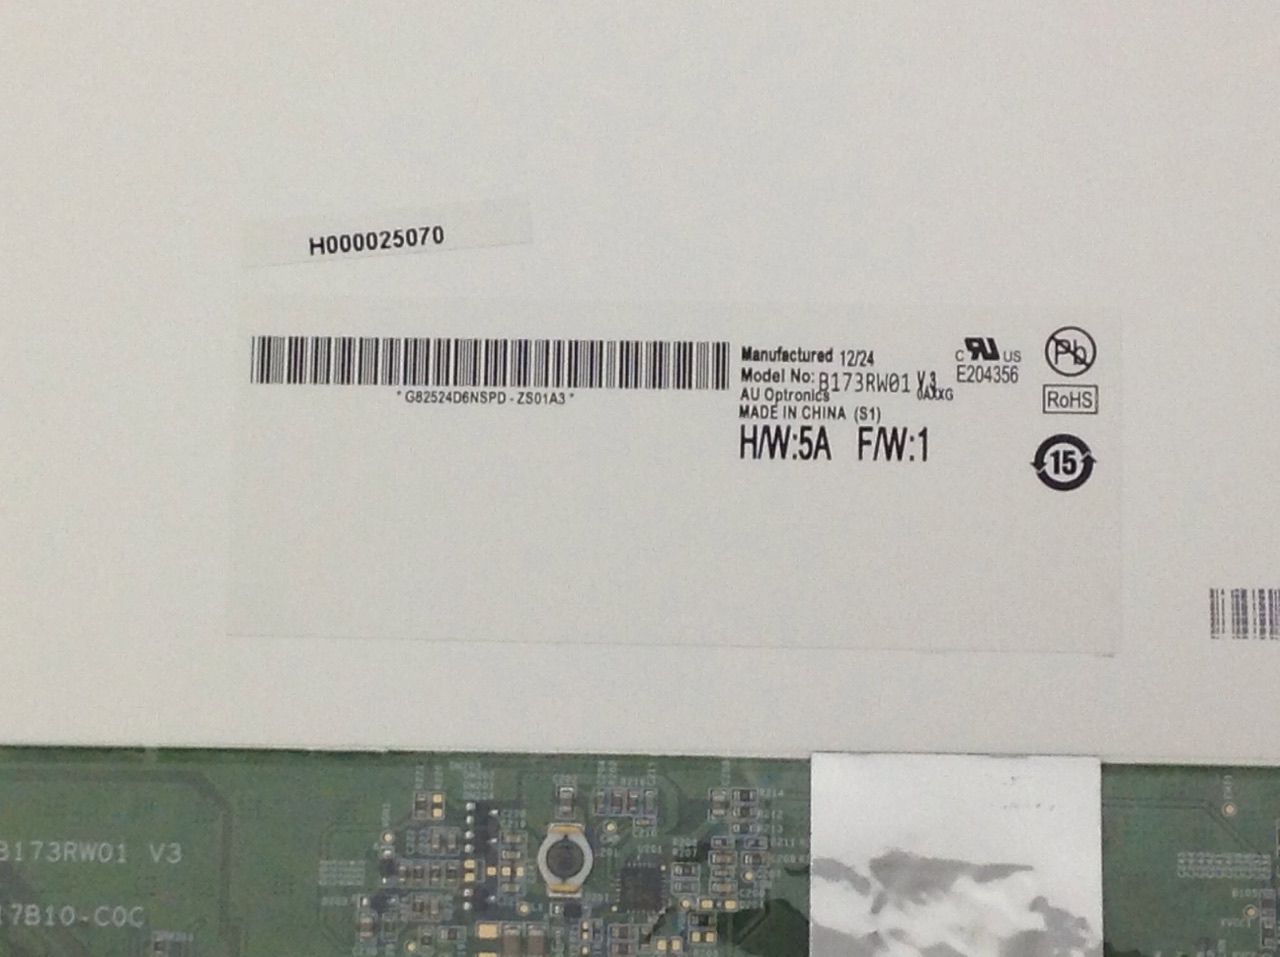 H000025070
* G82524D6NSPD - ZS01A3 *
Manufactured 12/24
Model No: B173RW01 V.3
AU Optronics
MADE IN CHINA (S1)
H/W:5A F/W:1
C US
E204356
Pb
RoHS
15
B173RW01 V3
17B10-C0C